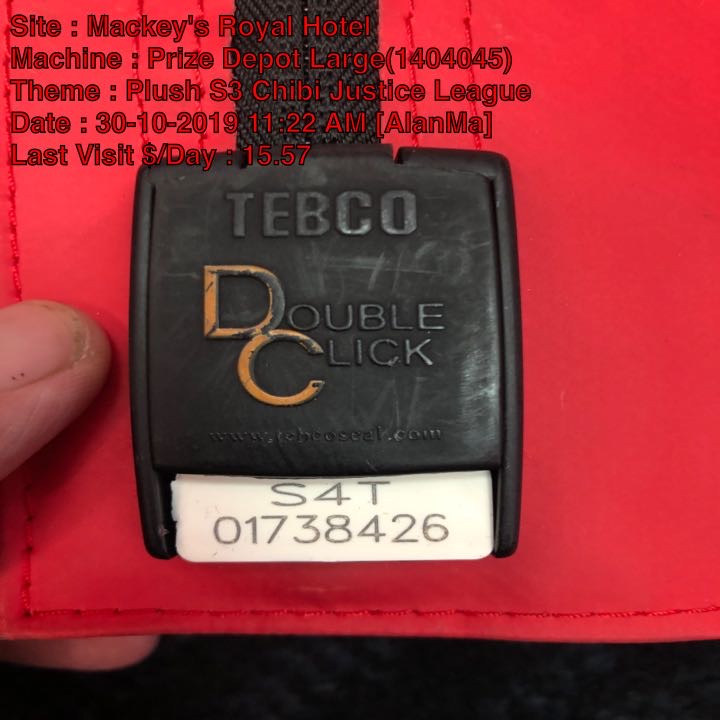 Site : Mackey's Royal Hotel
Machine : Prize Depot Large(1404045)
Theme : Plush S3 Chibi Justice League
Date : 30-10-2019 11:22 AM [AlanMa]
Last Visit $/Day : 15.57
TEBCO
DOUBLE
CLICK
www.tebcoseal.com
S4T
01738426